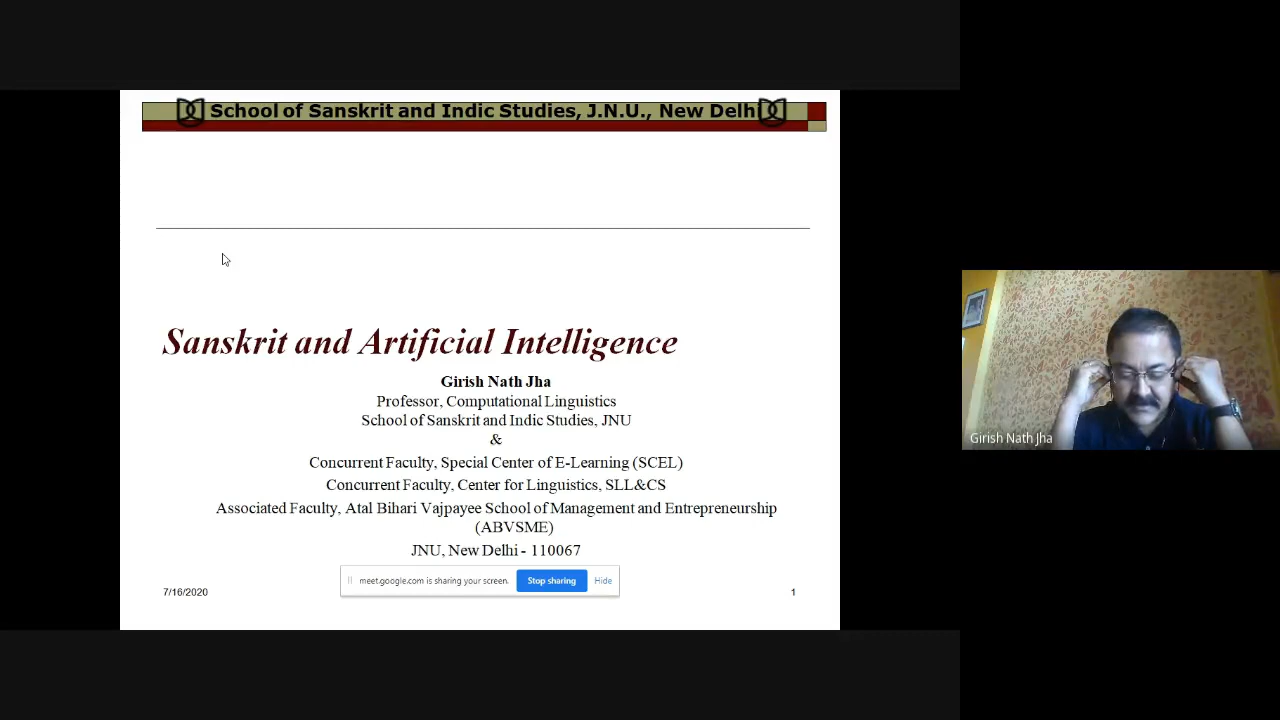 School of Sanskrit and Indic Studies, J.N.U., New Delhi
Sanskrit and Artificial Intelligence
Girish Nath Jha
Professor, Computational Linguistics
School of Sanskrit and Indic Studies, JNU
&
Concurrent Faculty, Special Center of E-Learning (SCEL)
Concurrent Faculty, Center for Linguistics, SLL&CS
Associated Faculty, Atal Bihari Vajpayee School of Management and Entrepreneurship
(ABVSME)
JNU, New Delhi - 110067
meet.google.com is sharing your screen. Stop sharing Hide
7/16/2020 1
Girish Nath Jha